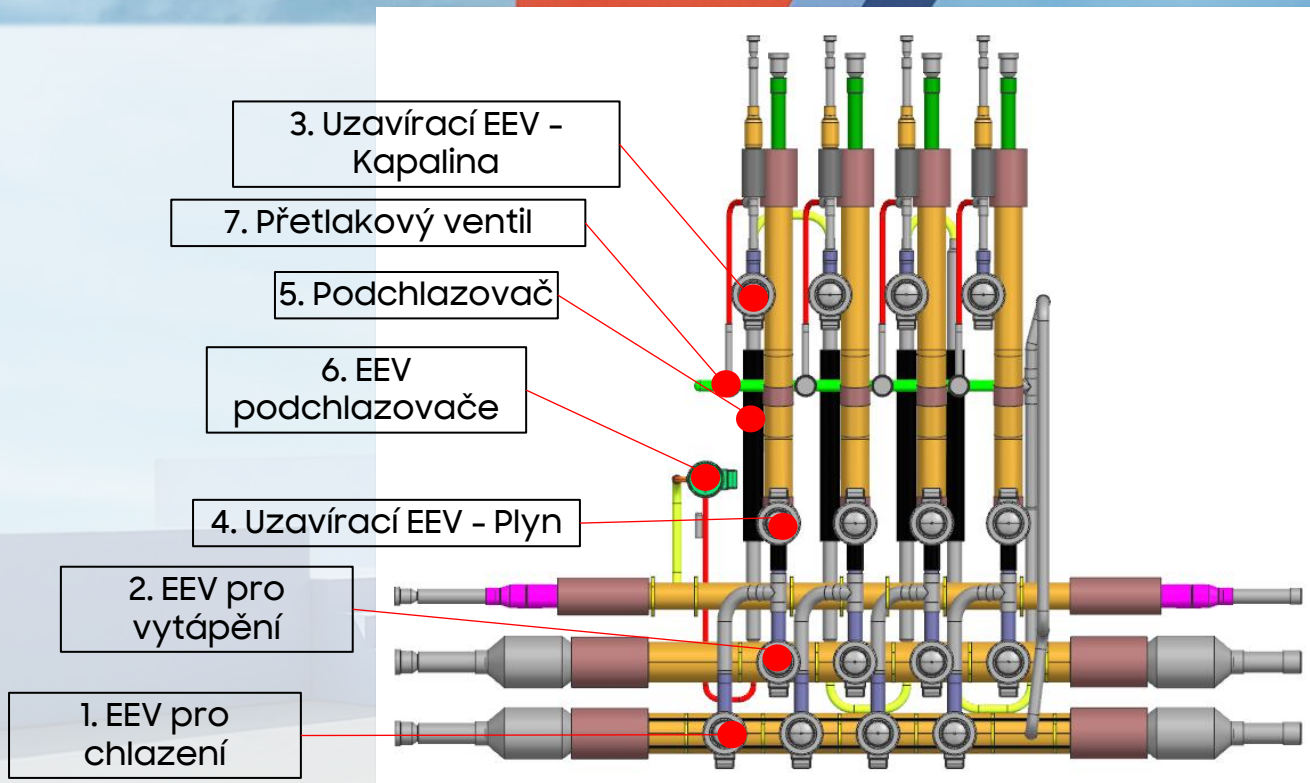 3. Uzavírací EEV -
Kapalina
7. Přetlakový ventil
5. Podchlazovač
6. EEV
podchlazovače
4. Uzavírací EEV - Plyn
2. EEV pro
vytápění
1. EEV pro
chlazení